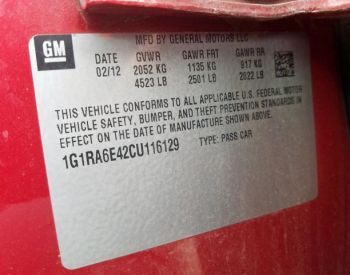 GM
MFD BY GENERAL MOTORS LLC
DATE GVWR GAWR FRT GAWR RR
02/12 2052 KG 1135 KG 917 KG
4523 LB 2501 LB 2022 LB
THIS VEHICLE CONFORMS TO ALL APPLICABLE U.S. FEDERAL MOTOR
VEHICLE SAFETY, BUMPER, AND THEFT PREVENTION STANDARDS IN
EFFECT ON THE DATE OF MANUFACTURE SHOWN ABOVE.
1G1RA6E42CU116129 TYPE: PASS CAR